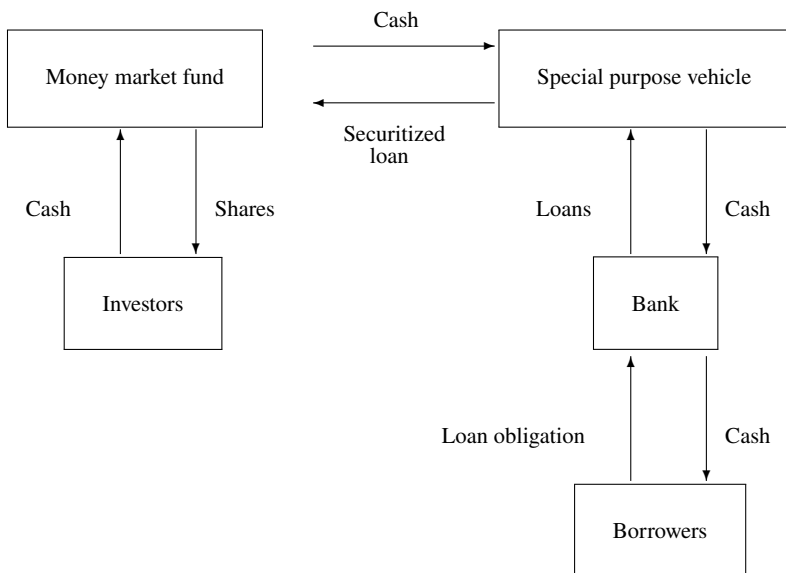 Cash
Money market fund
Special purpose vehicle
Securitized
loan
Cash
Shares
Loans
Cash
Investors
Bank
Loan obligation
Cash
Borrowers